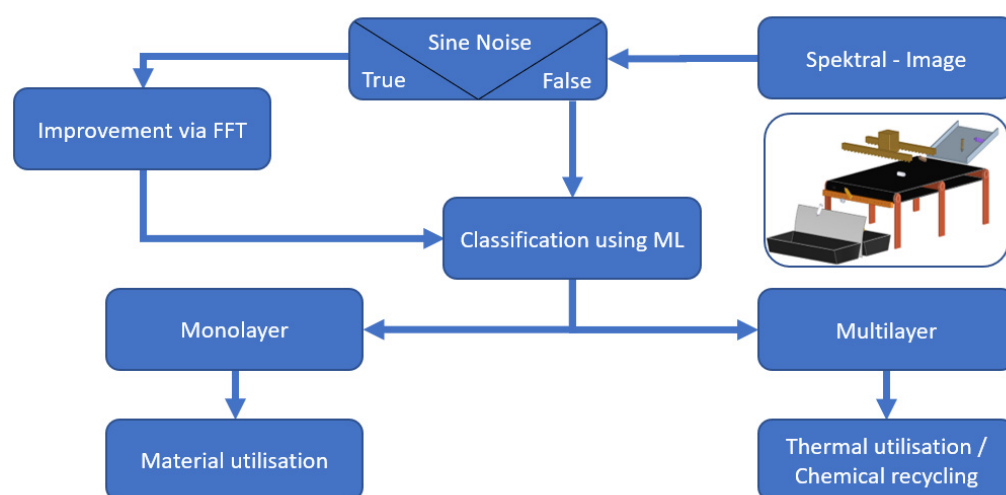 Sine Noise
True
False
Spektral - Image
Improvement via FFT
Classification using ML
Monolayer
Multilayer
Material utilisation
Thermal utilisation /
Chemical recycling